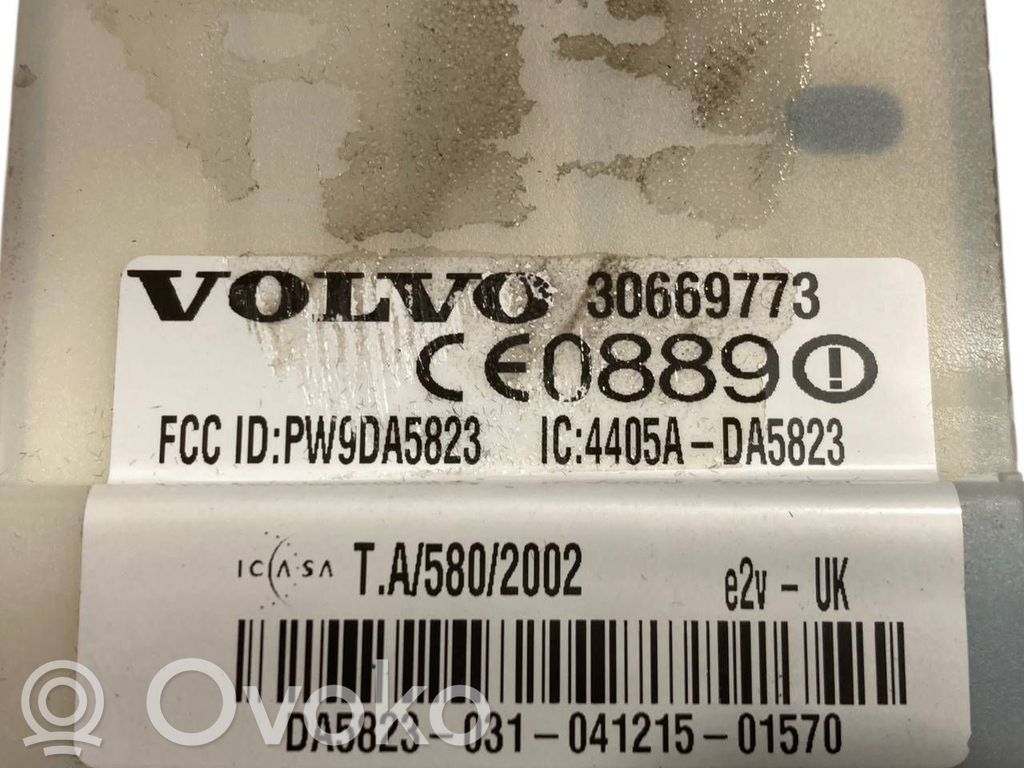 VOLVO 30669773
CE0889
FCC ID:PW9DA5823 IC:4405A-DA5823
ICASA T.A/580/2002 e2v - UK
DA5823-031-041215-01570
Ovoko